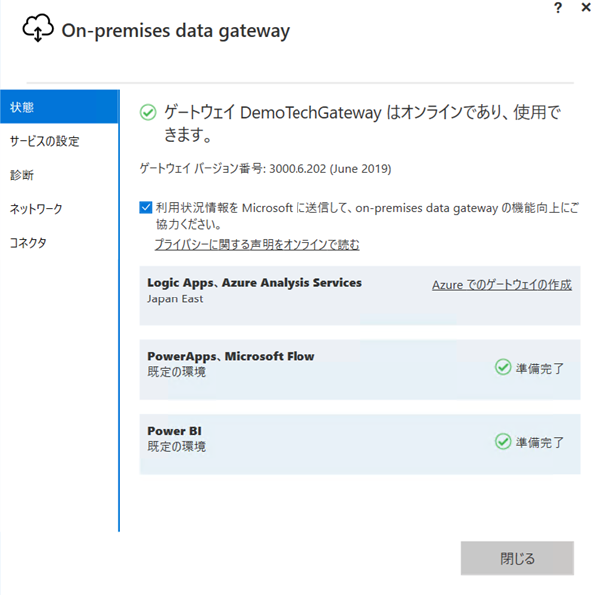 ? ×
On-premises data gateway
状態
サービスの設定
診断
ネットワーク
コネクタ
ゲートウェイ DemoTechGateway はオンラインであり、使用で
きます。
ゲートウェイ バージョン番号: 3000.6.202 (June 2019)
利用状況情報を Microsoft に送信して、on-premises data gateway の機能向上にご
協力ください。
プライバシーに関する声明をオンラインで読む
Logic Apps、Azure Analysis Services
Japan East
Azure でのゲートウェイの作成
PowerApps、Microsoft Flow
既定の環境
準備完了
Power BI
既定の環境
準備完了
閉じる